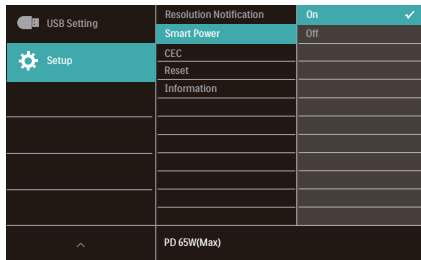 USB Setting
Setup
Resolution Notification
Smart Power
CEC
Reset
Information
On
Off
PD 65W(Max)